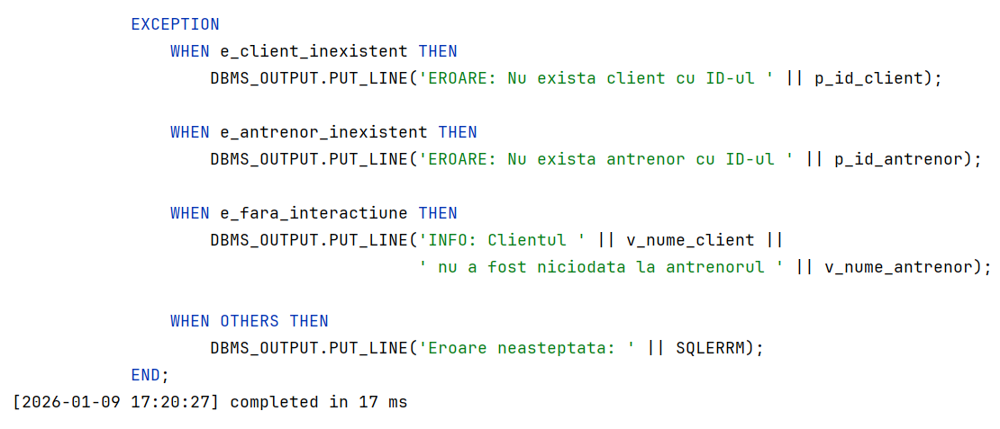 EXCEPTION
WHEN e_client_inexistent THEN
DBMS_OUTPUT.PUT_LINE('EROARE: Nu exista client cu ID-ul ' || p_id_client);
WHEN e_antrenor_inexistent THEN
DBMS_OUTPUT.PUT_LINE('EROARE: Nu exista antrenor cu ID-ul ' || p_id_antrenor);
WHEN e_fara_interactiune THEN
DBMS_OUTPUT.PUT_LINE('INFO: Clientul ' || v_nume_client ||
' nu a fost niciodata la antrenorul ' || v_nume_antrenor);
WHEN OTHERS THEN
DBMS_OUTPUT.PUT_LINE('Eroare neasteptata: ' || SQLERRM);
END;
[2026-01-09 17:20:27] completed in 17 ms